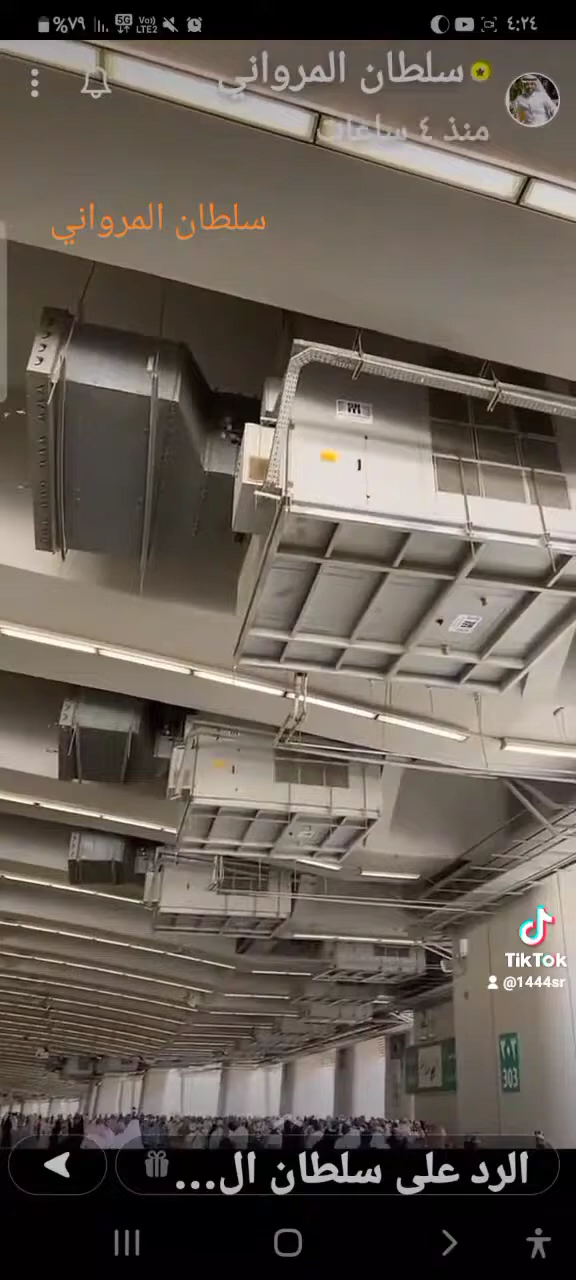 ٤:٢٤
%٧٩
5G
Vo))
LTE2
سلطان المرواني
منذ ٤ ساعات
سلطان المرواني
TikTok
@1444sr
303
الرد على سلطان ال...